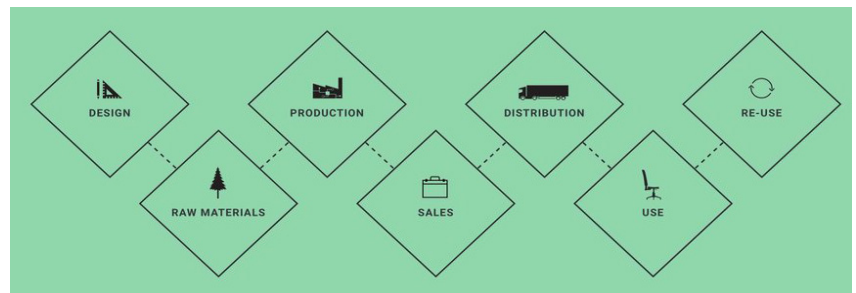 DESIGN
RAW MATERIALS
PRODUCTION
SALES
DISTRIBUTION
USE
RE-USE